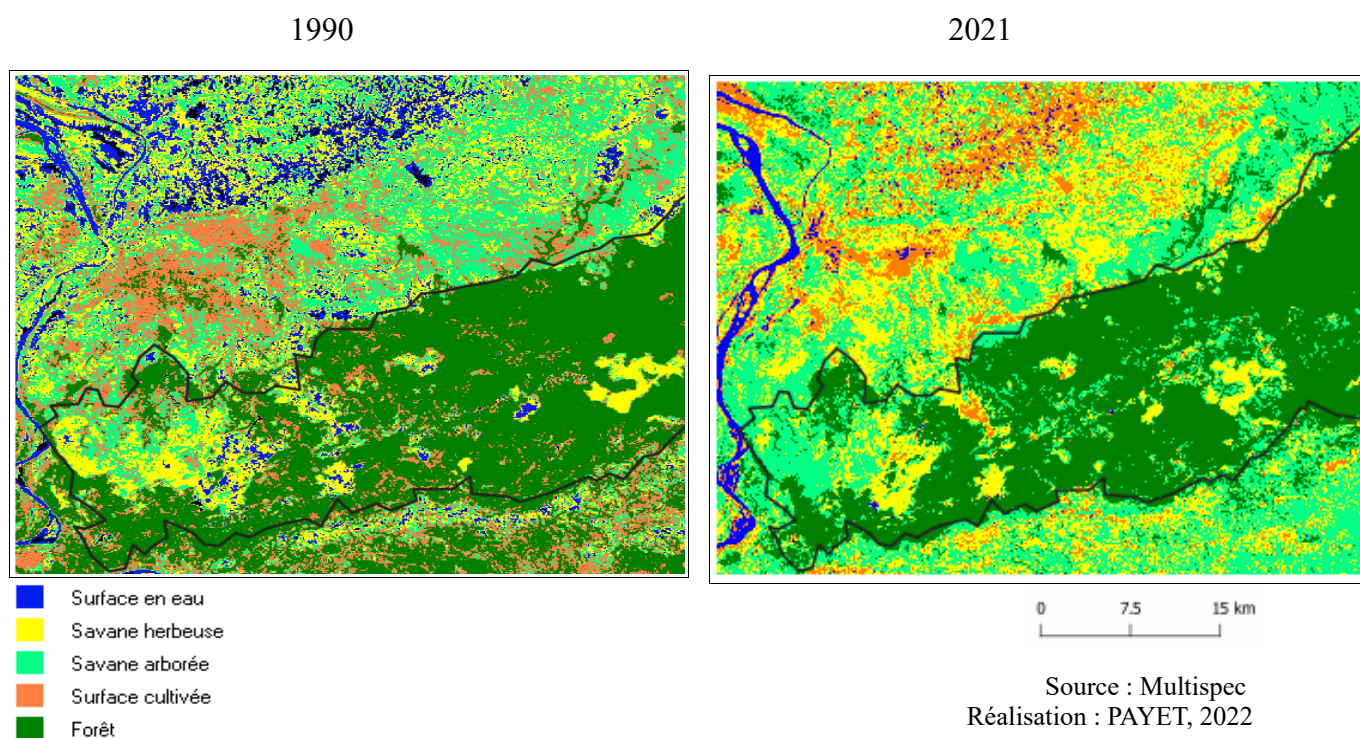 1990
2021
Surface en eau
Savane herbeuse
Savane arborée
Surface cultivée
Forêt
0 7.5 15 km
Source : Multispec
Réalisation : PAYET, 2022